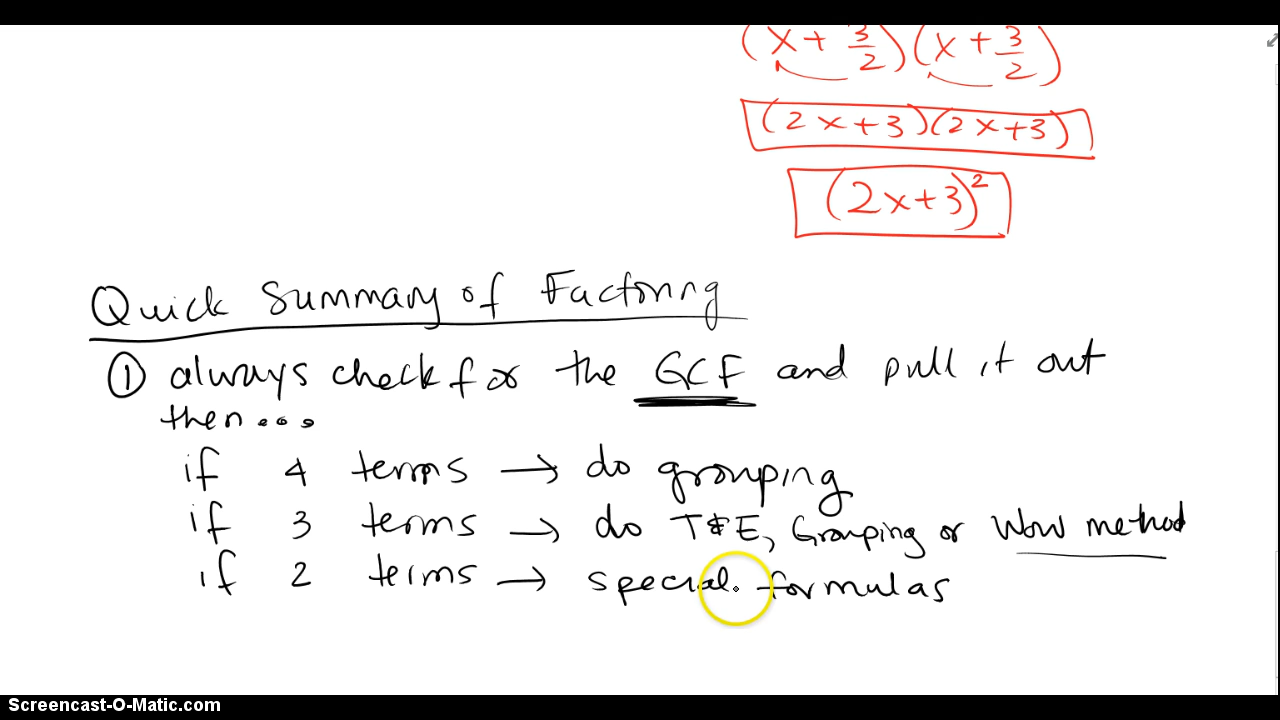 (x + 3/2)(x + 3/2)
(2x+3)(2x+3)
(2x+3)²
Quick Summary of Factoring
① always check for the GCF and pull it out
then...
if 4 terms → do grouping
if 3 terms → do T&E, Grouping or Wow method
if 2 terms → special formulas
Screencast-O-Matic.com